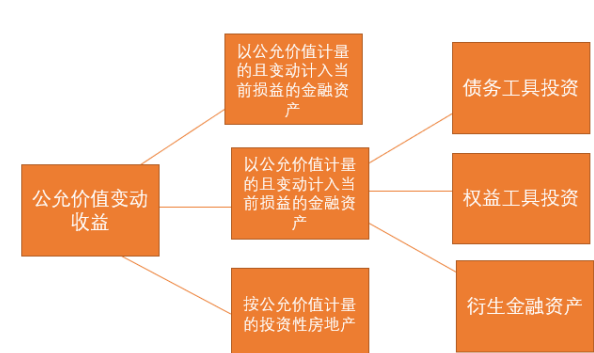 以公允价值计量
的且变动计入当
前损益的金融资
产
债务工具投资
公允价值变动
收益
以公允价值计量
的且变动计入当
前损益的金融资
产
权益工具投资
按公允价值计量
的投资性房地产
衍生金融资产